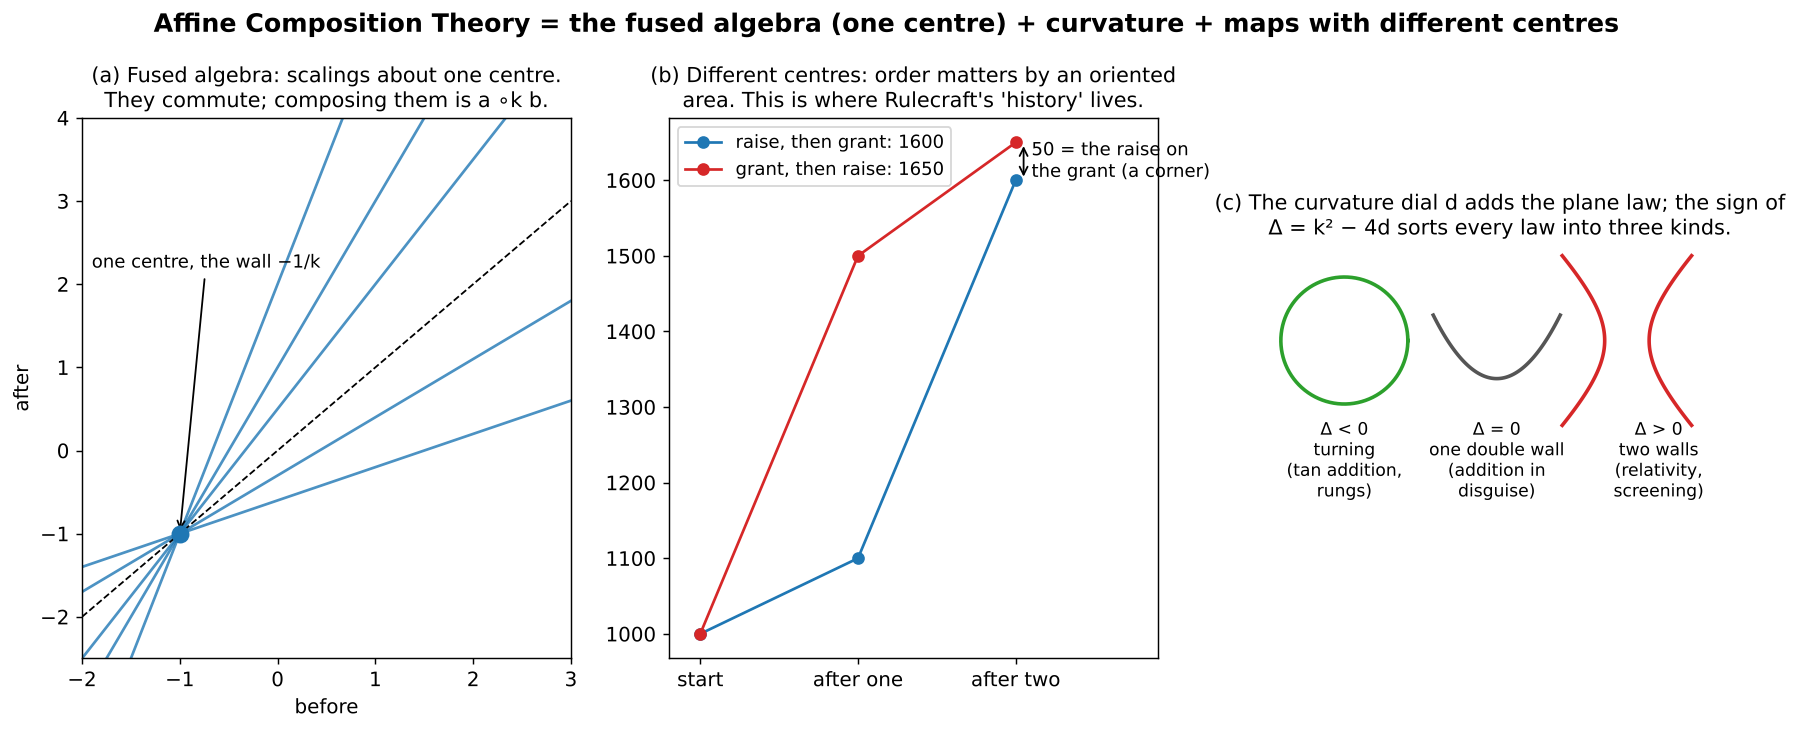 Affine Composition Theory = the fused algebra (one centre) + curvature + maps with different centres
(a) Fused algebra: scalings about one centre.
They commute; composing them is a ∘k b.
4
3
2
1
0
−1
−2
after
one centre, the wall −1/k
−2
−1
0
1
2
3
before
(b) Different centres: order matters by an oriented
area. This is where Rulecraft's 'history' lives.
raise, then grant: 1600
grant, then raise: 1650
50 = the raise on
the grant (a corner)
1600
1500
1400
1300
1200
1100
1000
start
after one
after two
(c) The curvature dial d adds the plane law; the sign of
Δ = k² − 4d sorts every law into three kinds.
Δ < 0
turning
(tan addition,
rungs)
Δ = 0
one double wall
(addition in
disguise)
Δ > 0
two walls
(relativity,
screening)